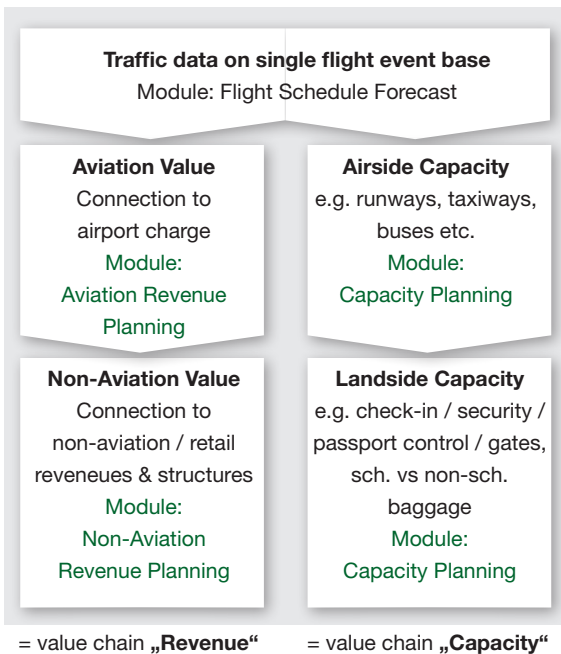 Traffic data on single flight event base
Module: Flight Schedule Forecast
Aviation Value
Connection to
airport charge
Module:
Aviation Revenue
Planning
Airside Capacity
e.g. runways, taxiways,
buses etc.
Module:
Capacity Planning
Non-Aviation Value
Connection to
non-aviation / retail
reveneues & structures
Module:
Non-Aviation
Revenue Planning
Landside Capacity
e.g. check-in / security /
passport control / gates,
sch. vs non-sch.
baggage
Module:
Capacity Planning
= value chain „Revenue“
= value chain „Capacity“